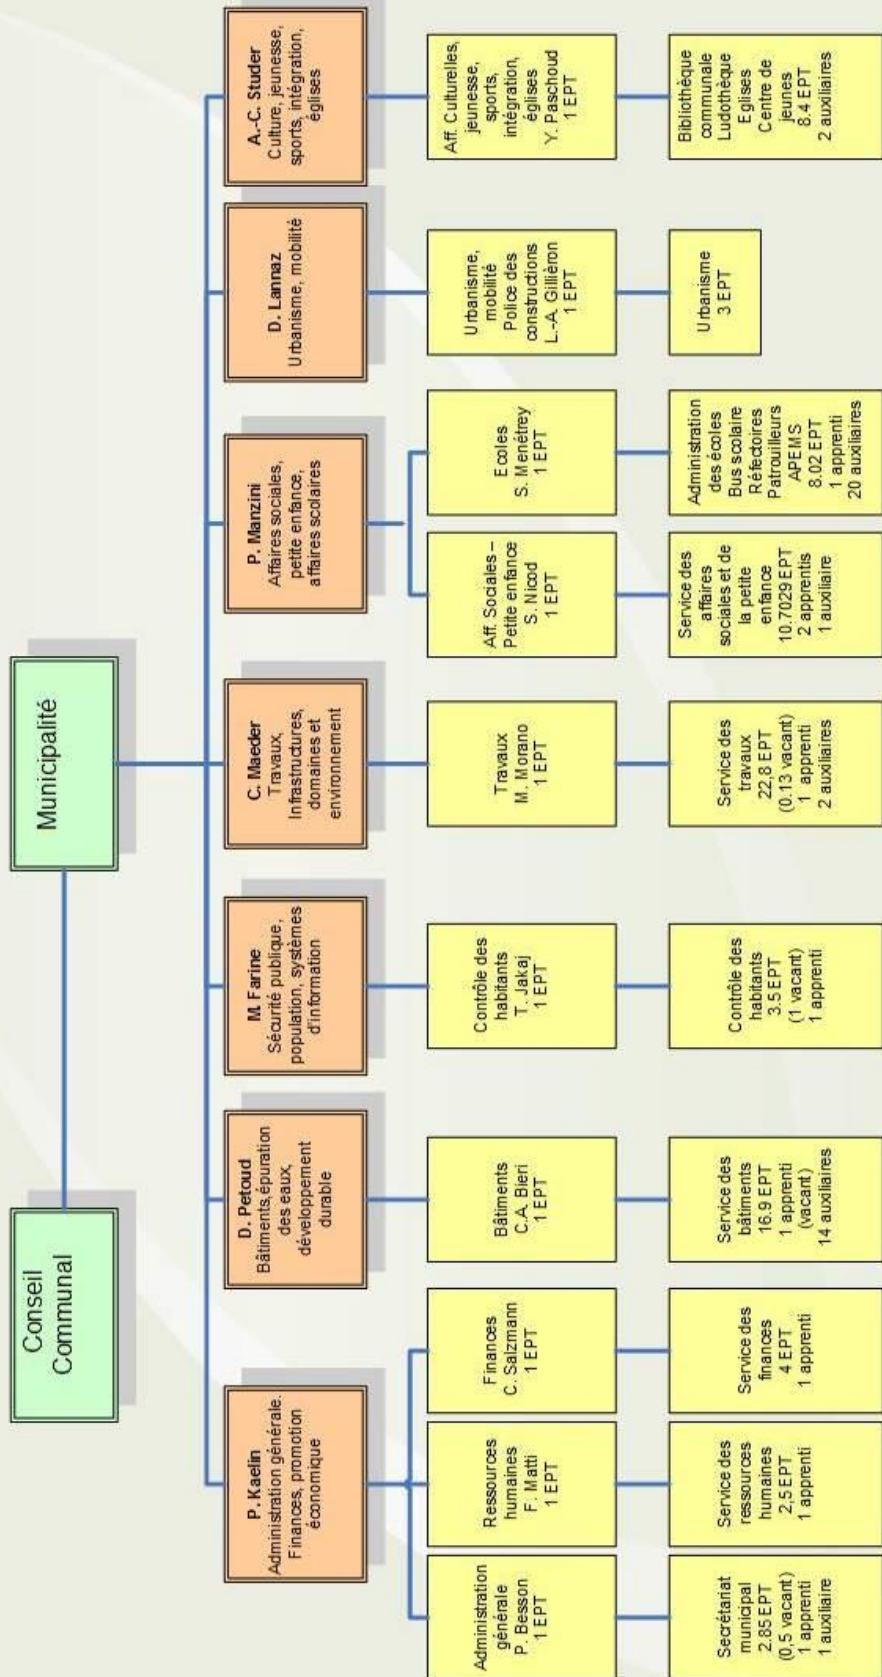 Conseil
Communal
Municipalité
P. Kaelin
Administration générale.
Finances, promotion
économique
D. Petoud
Bâtiments,épuration
des eaux,
développement
durable
M. Farine
Sécurité publique,
population, systèmes
d'information
C. Maeder
Travaux,
Infrastructures,
domaines et
environnement
P. Manzini
Affaires sociales,
petite enfance,
affaires scolaires
D. Lannaz
Urbanisme, mobilité
A.-C. Studer
Culture, jeunesse,
sports, intégration,
églises
Administration
générale
P. Besson
1 EPT
Ressources
humaines
F. Matti
1 EPT
Finances
C. Salzmann
1 EPT
Bâtiments
C.A. Bieri
1 EPT
Contrôle des
habitants
T. Jakaj
1 EPT
Travaux
M. Morano
1 EPT
Aff. Sociales –
Petite enfance
S. Nicod
1 EPT
Ecoles
S. Menétrey
1 EPT
Urbanisme,
mobilité
Police des
constructions
L.-A. Gilliéron
1 EPT
Aff. Culturelles,
jeunesse,
sports,
intégration,
églises
Y. Paschoud
1 EPT
Secrétariat
municipal
2.85 EPT
(0,5 vacant)
1 apprenti
1 auxiliaire
Service des
ressources
humaines
2,5 EPT
1 apprenti
Service des
finances
4 EPT
1 apprenti
Service des
bâtiments
16.9 EPT
1 apprenti
(vacant)
14 auxiliaires
Contrôle des
habitants
3.5 EPT
(1 vacant)
1 apprenti
Service des
travaux
22,8 EPT
(0.13 vacant)
1 apprenti
2 auxiliaires
Service des
affaires
sociales et de
la petite
enfance
10.7029 EPT
2 apprentis
1 auxiliaire
Administration
des écoles
Bus scolaire
Réfectoires
Patrouilleurs
APEMS
8.02 EPT
1 apprenti
20 auxiliaires
Urbanisme
3 EPT
Bibliothèque
communale
Ludothèque
Eglises
Centre de
jeunes
8.4 EPT
2 auxiliaires